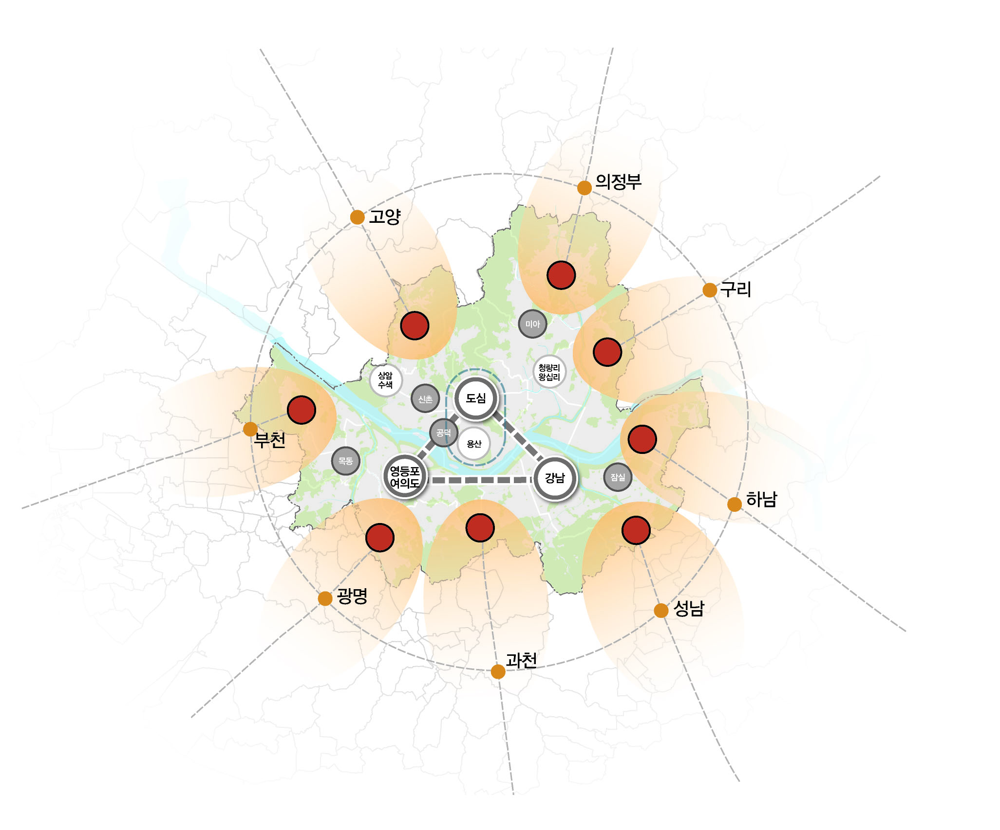 의정부
고양
구리
미아
청량리
왕십리
상암
수색
신촌
도심
공덕
용산
부천
목동
영등포
여의도
강남
잠실
하남
광명
성남
과천